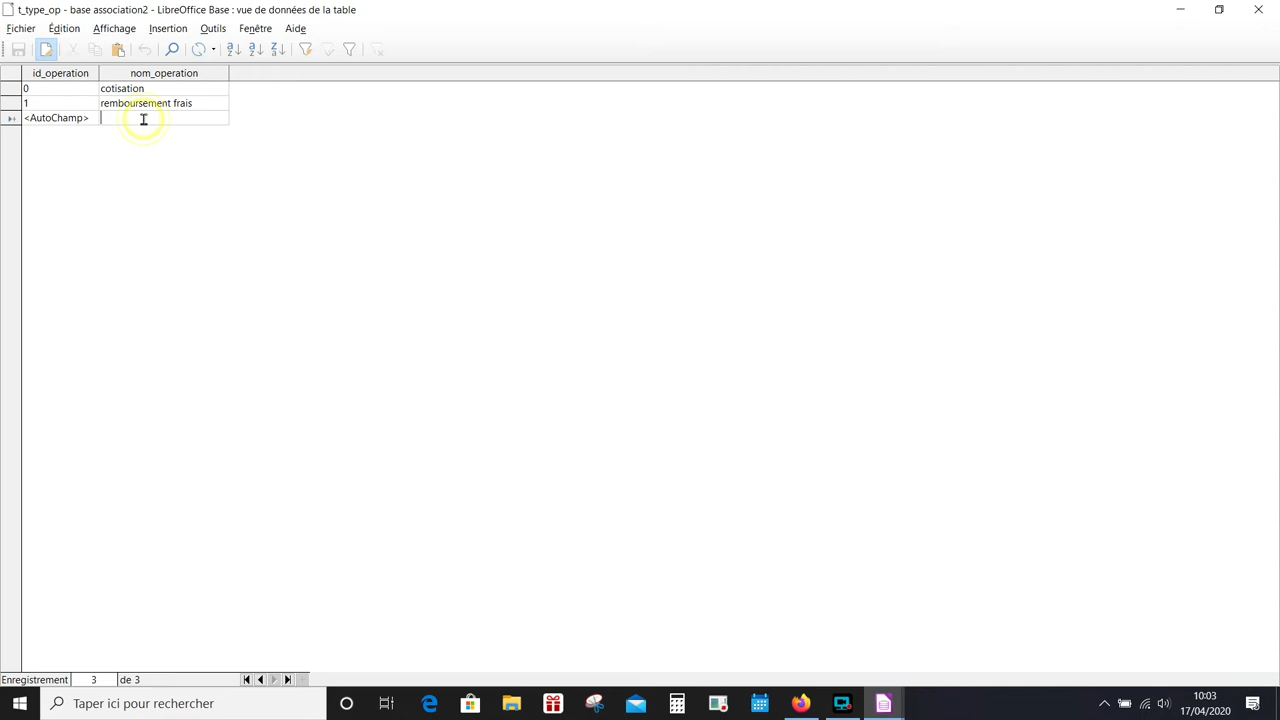 t_type_op - base association2 - LibreOffice Base : vue de données de la table
Fichier Édition Affichage Insertion Outils Fenêtre Aide
id_operation nom_operation
0 cotisation
1 remboursement frais
<AutoChamp>
Enregistrement 3 de 3
Taper ici pour rechercher
10:03
17/04/2020